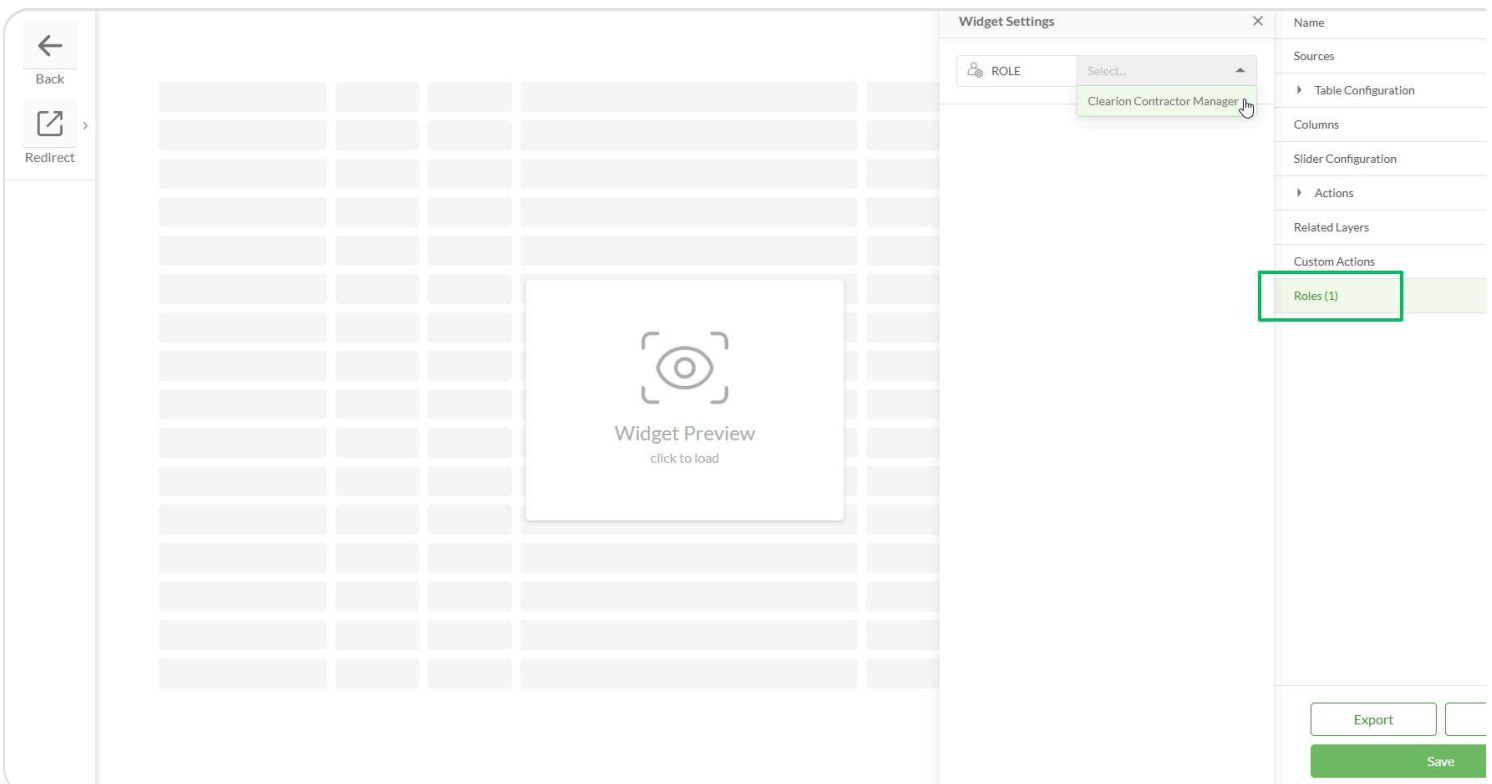 Back
Redirect
Widget Preview
click to load
Widget Settings
ROLE
Select...
Clearion Contractor Manager
Name
Sources
Table Configuration
Columns
Slider Configuration
Actions
Related Layers
Custom Actions
Roles (1)
Export
Save